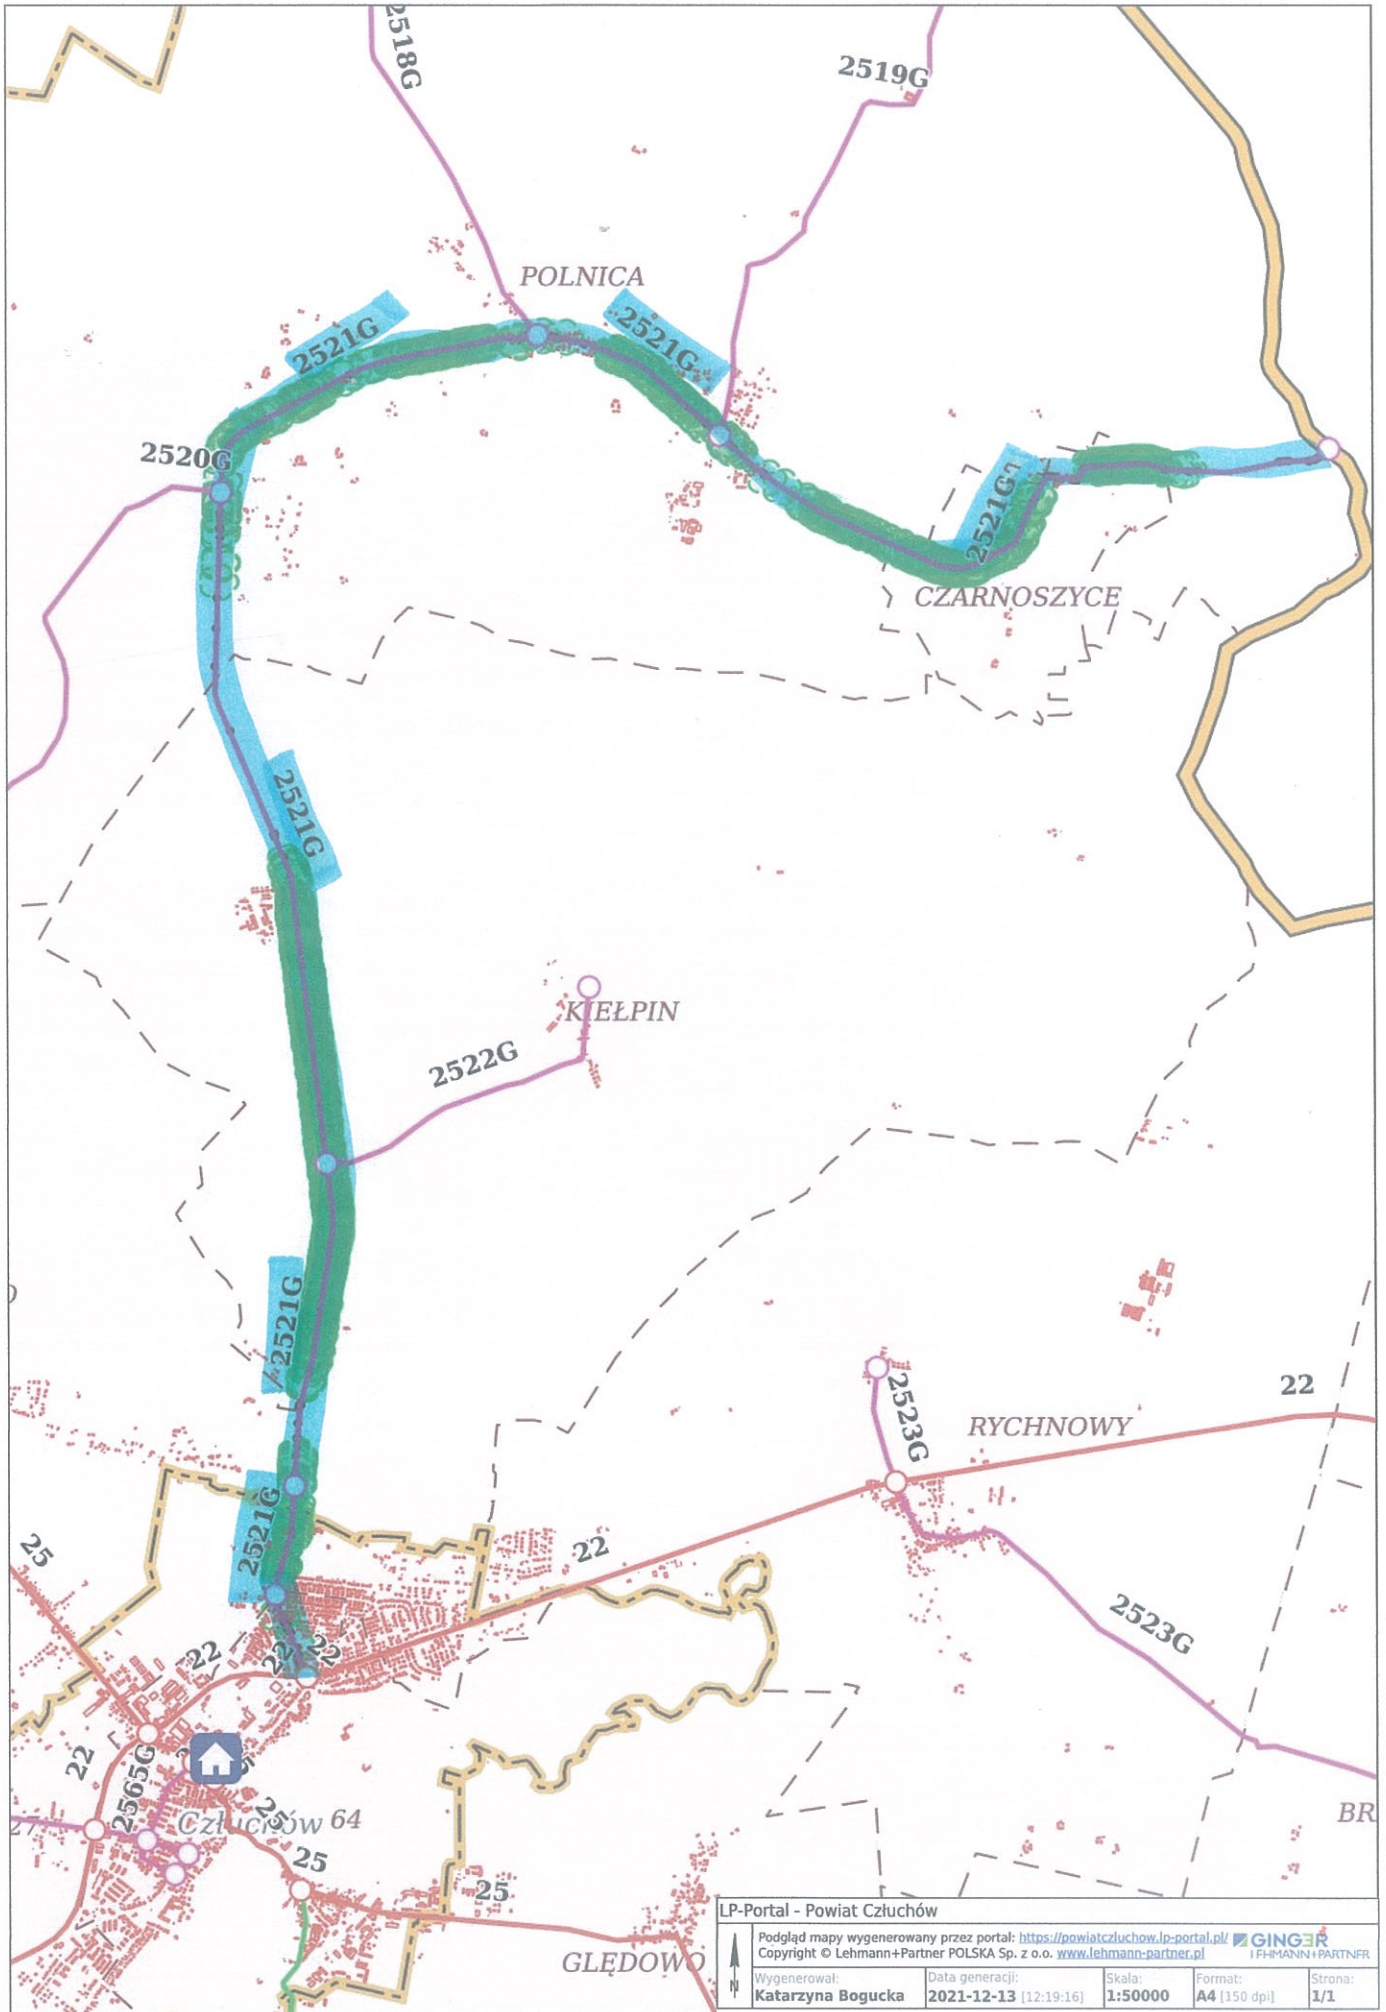 2518G
2519G
POLNICA
2521G
2521G
2520G
2521G
CZARNOSZYCE
2521G
KIEŁPIN
2522G
2521G
2523G
22
RYCHNOWY
2521G
25
22
2523G
22
22
22
22
2565G
25
Człuchów 64
25
25
BR
GLĘDOWO
LP-Portal - Powiat Człuchów
Podgląd mapy wygenerowany przez portal: https://powiatczluchow.lp-portal.pl/
Copyright © Lehmann+Partner POLSKA Sp. z o.o. www.lehmann-partner.pl
GINGER
LEHMANN+PARTNER
N
Wygenerował:
Katarzyna Bogucka
Data generacji:
2021-12-13 [12:19:16]
Skala:
1:50000
Format:
A4 [150 dpi]
Strona:
1/1